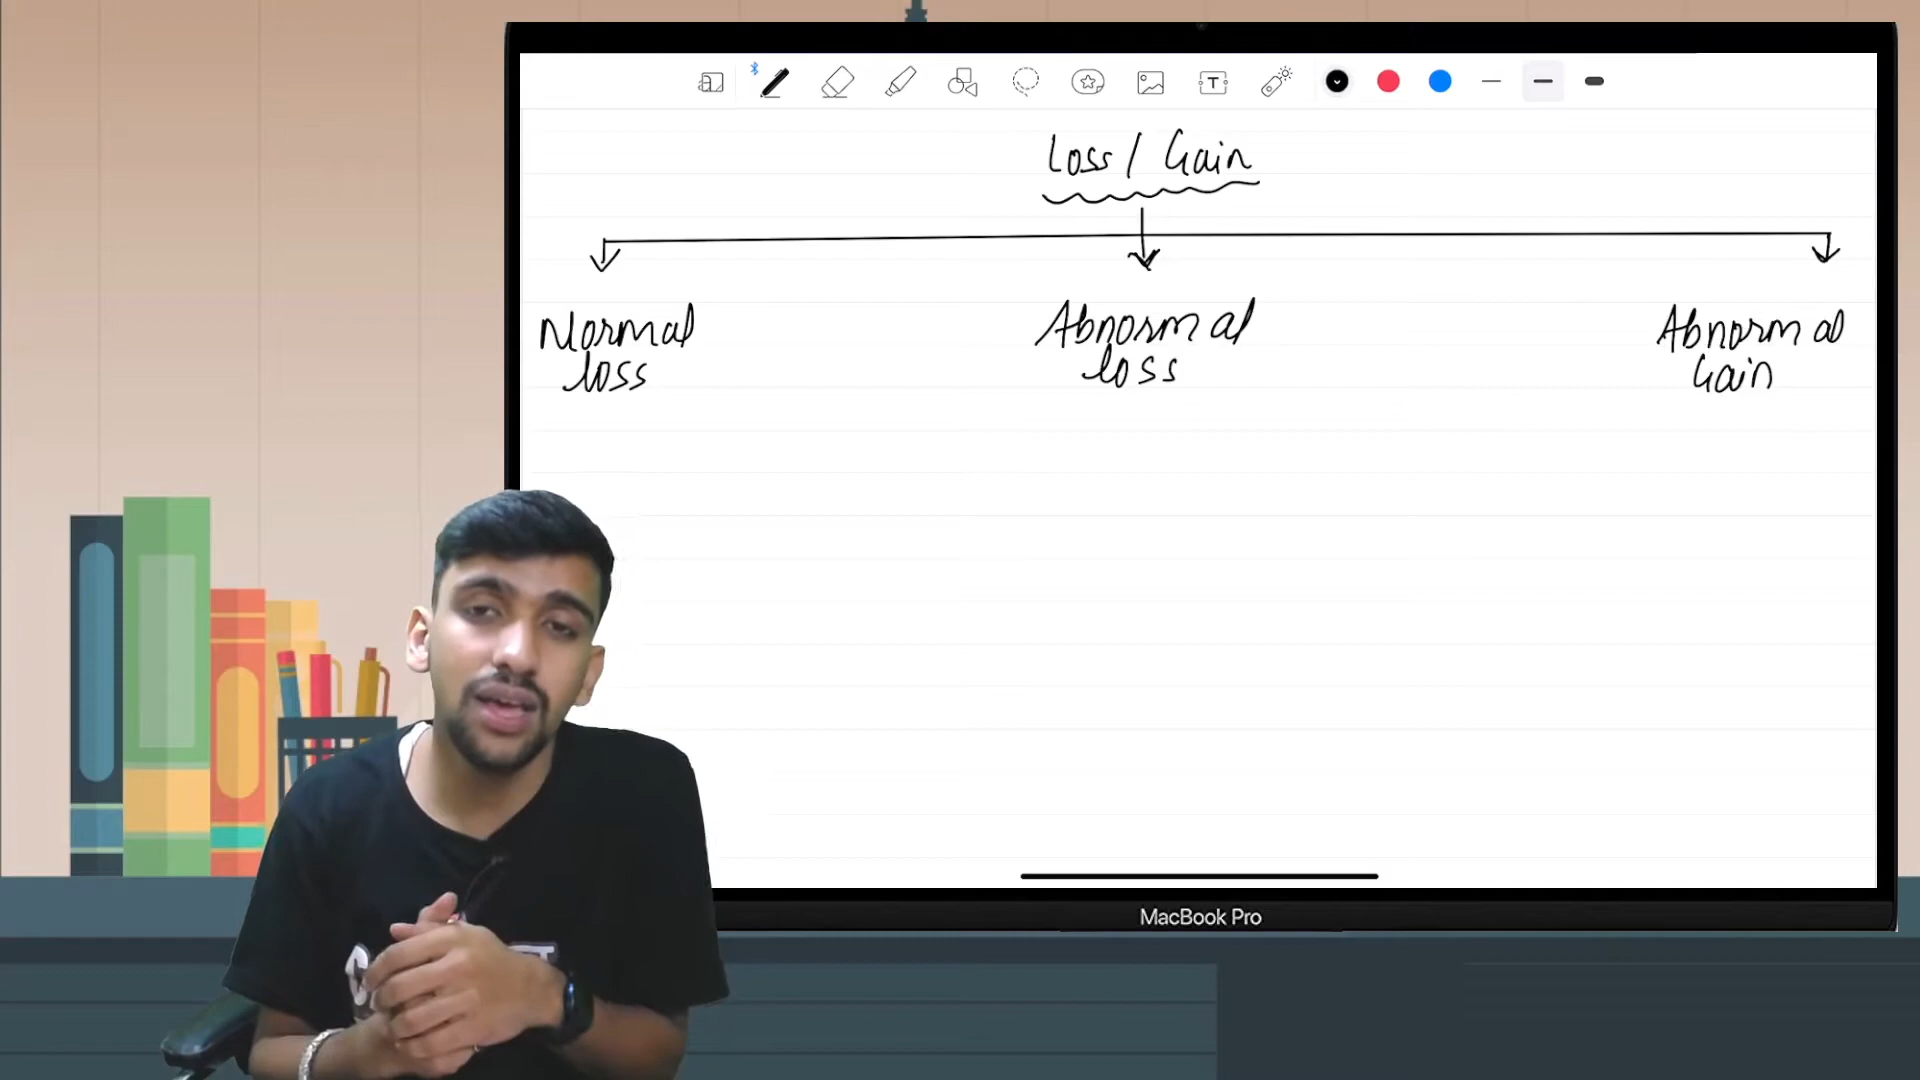 Loss / Gain
Normal
loss
Abnormal
loss
Abnormal
Gain
MacBook Pro